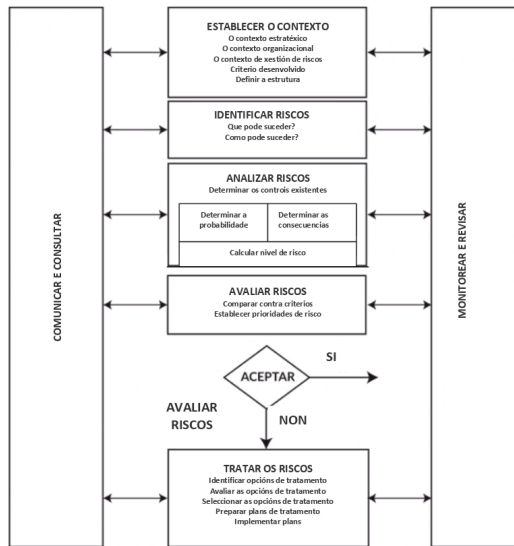 ESTABLECER O CONTEXTO
O contexto estratéxico
O contexto organizacional
O contexto de xestión de riscos
Criterio desenvolvido
Definir a estrutura
IDENTIFICAR RISCOS
Que pode suceder?
Como pode suceder?
ANALIZAR RISCOS
Determinar os controis existentes
Determinar a
probabilidade
Determinar as
consecuencias
Calcular nivel de risco
COMUNICAR E CONSULTAR
MONITOREAR E REVISAR
AVALIAR RISCOS
Comparar contra criterios
Establecer prioridades de risco
SI
ACEPTAR
AVALIAR
RISCOS
NON
TRATAR OS RISCOS
Identificar opcións de tratamento
Avaliar as opcións de tratamento
Seleccionar as opcións de tratamento
Preparar plans de tratamento
Implementar plans